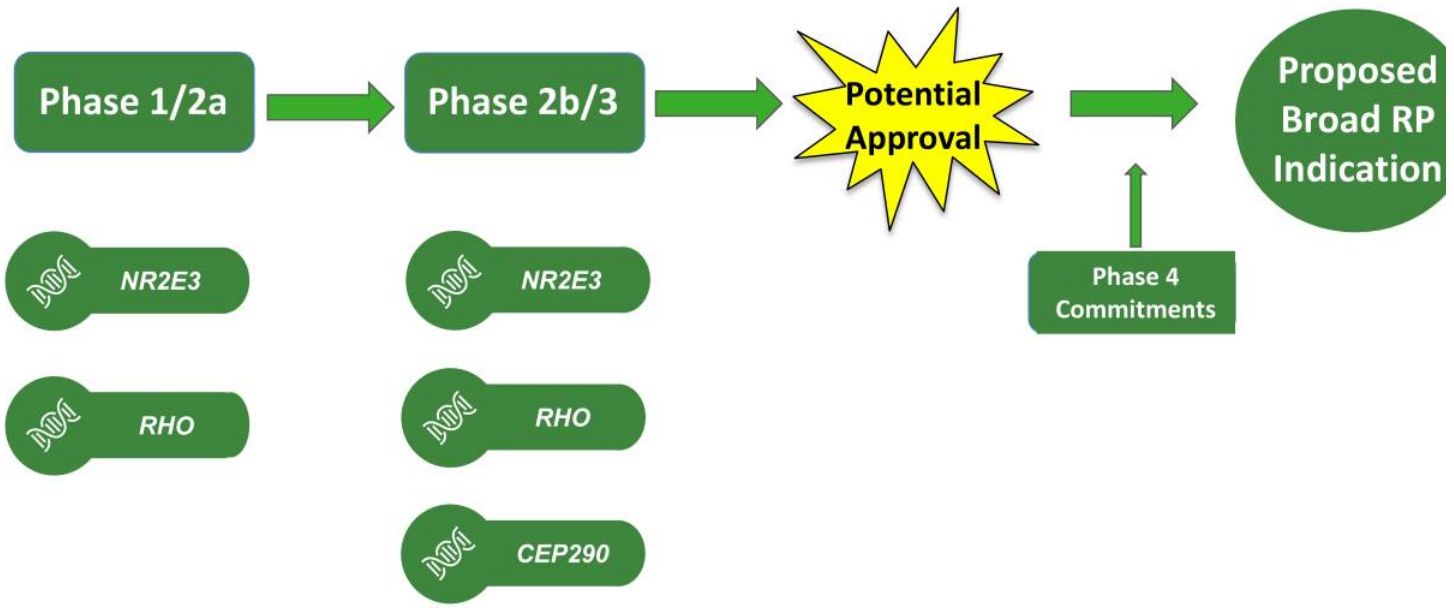 Phase 1/2a
Phase 2b/3
Potential
Approval
Proposed
Broad RP
Indication
Phase 4
Commitments
NR2E3
NR2E3
RHO
RHO
CEP290